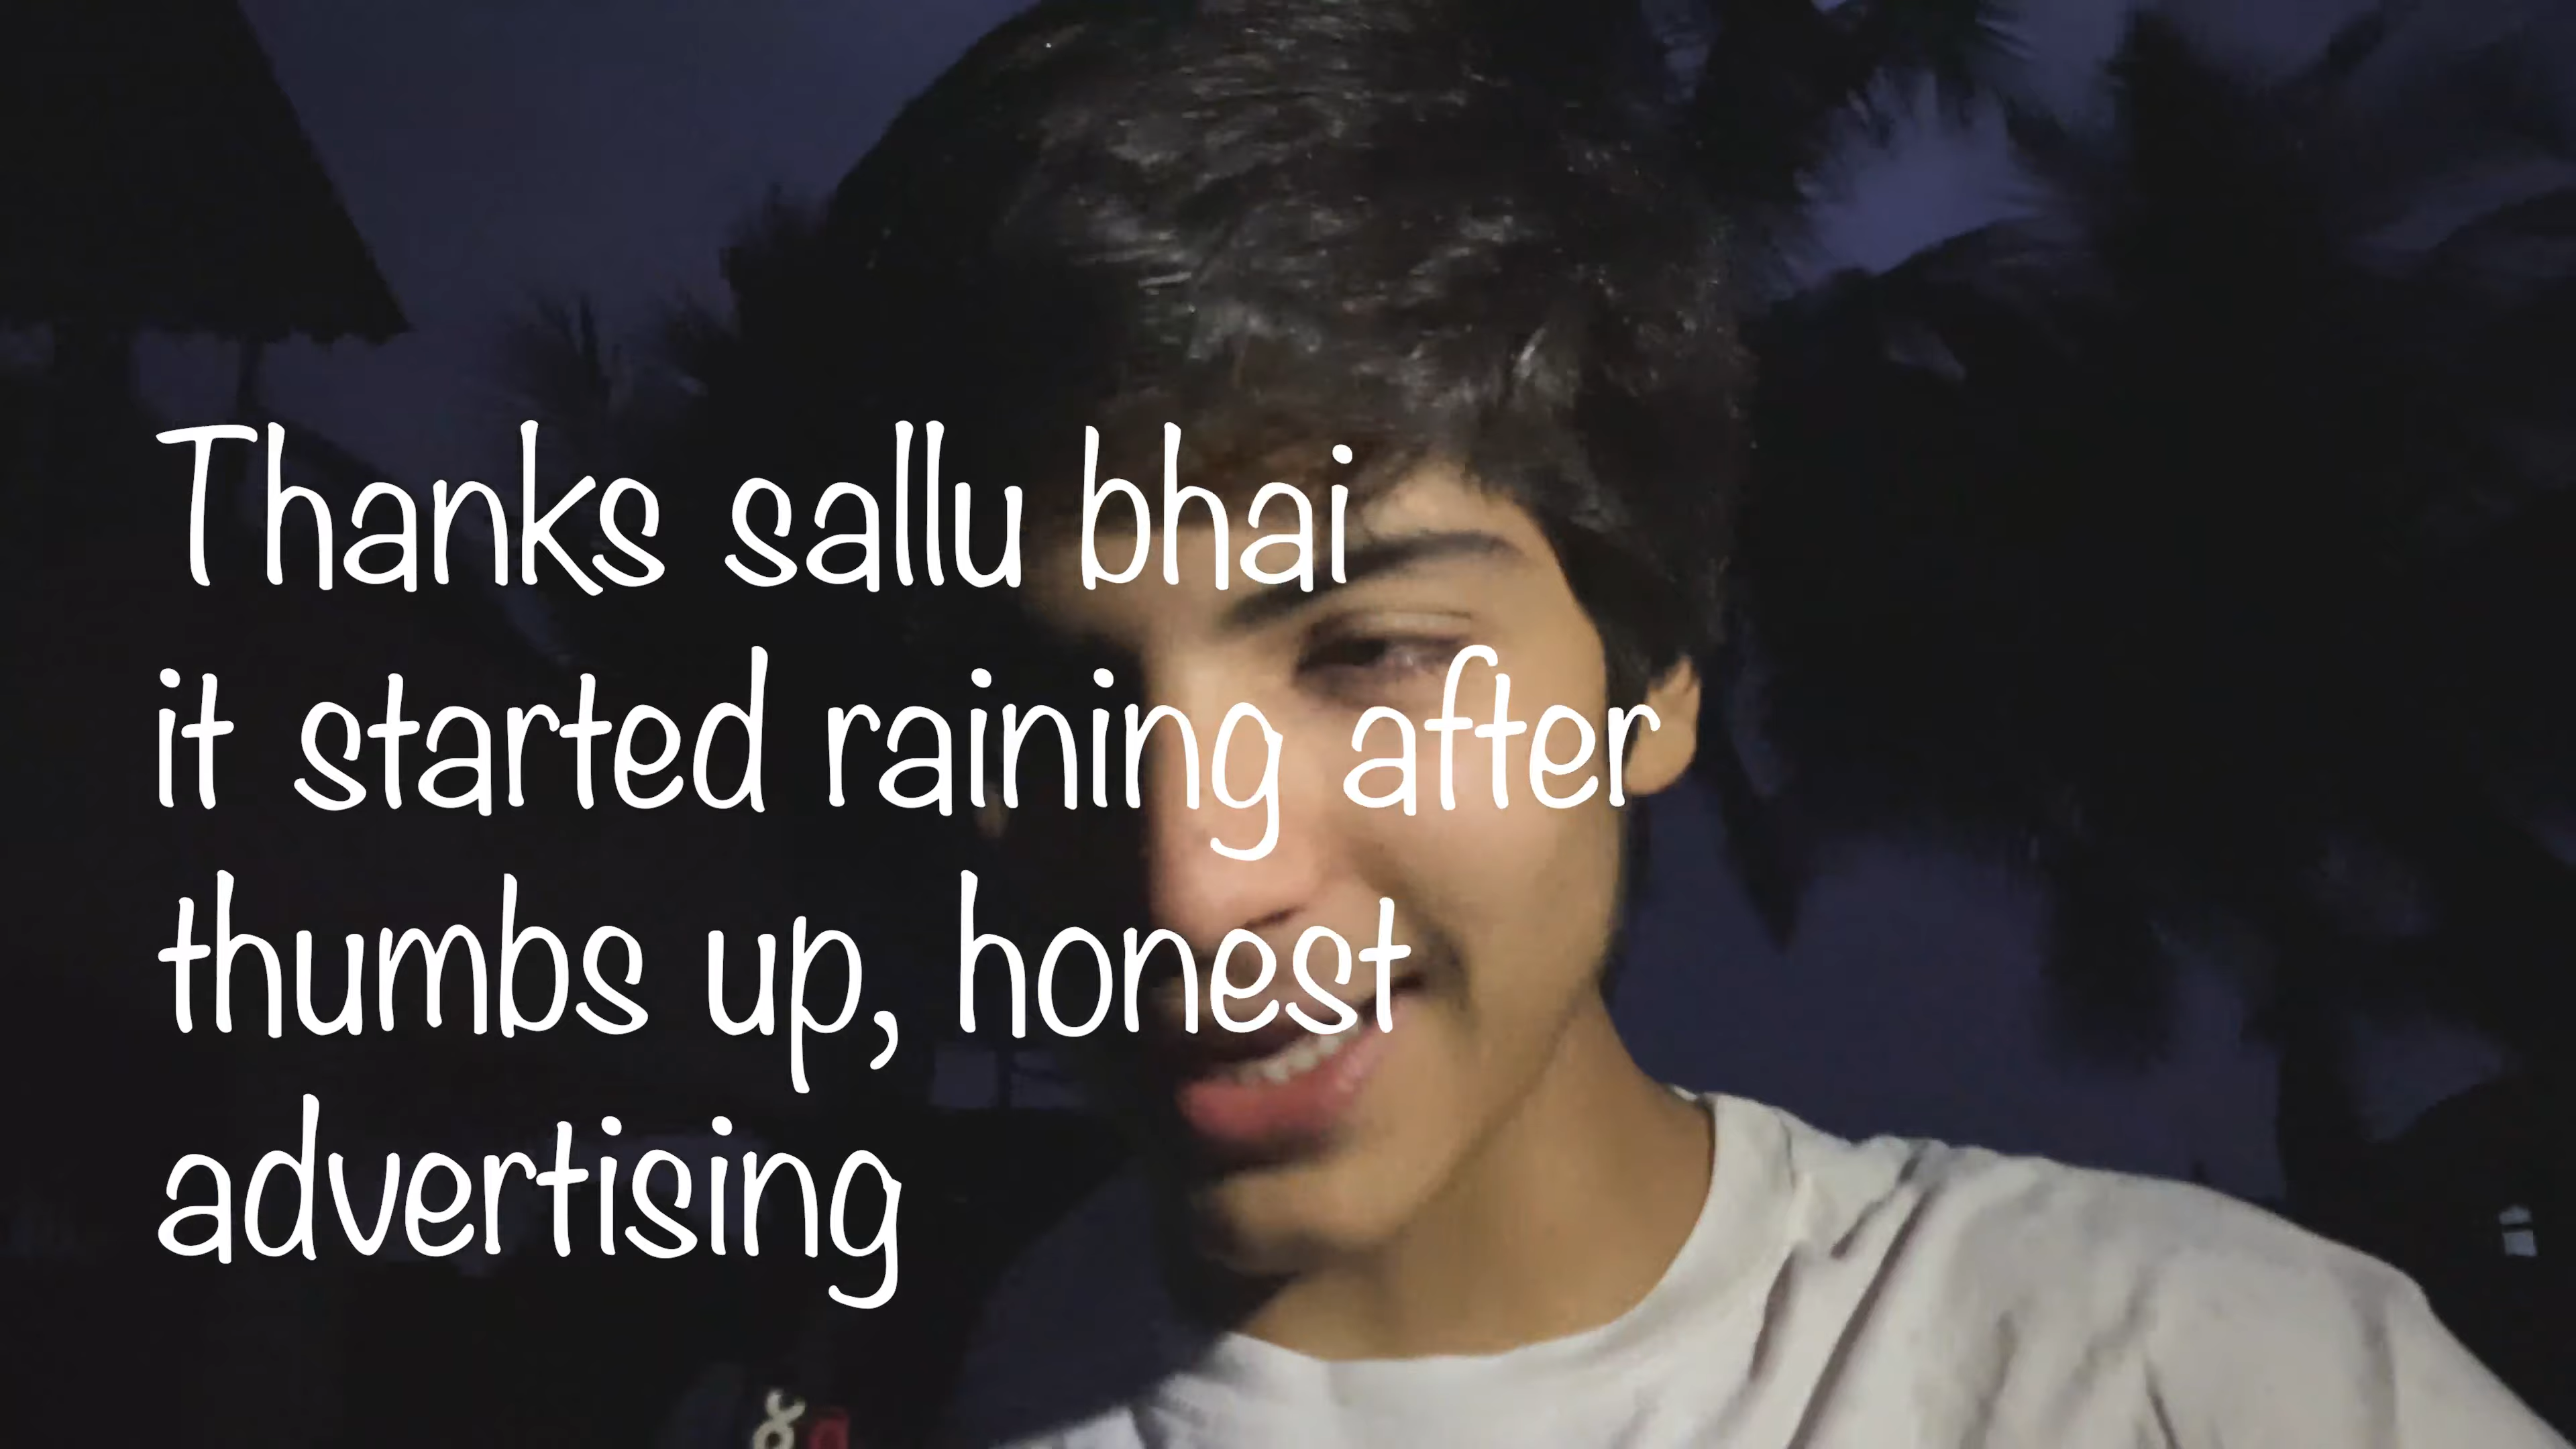 Thanks sallu bhai
it started raining after
thumbs up, honest
advertising